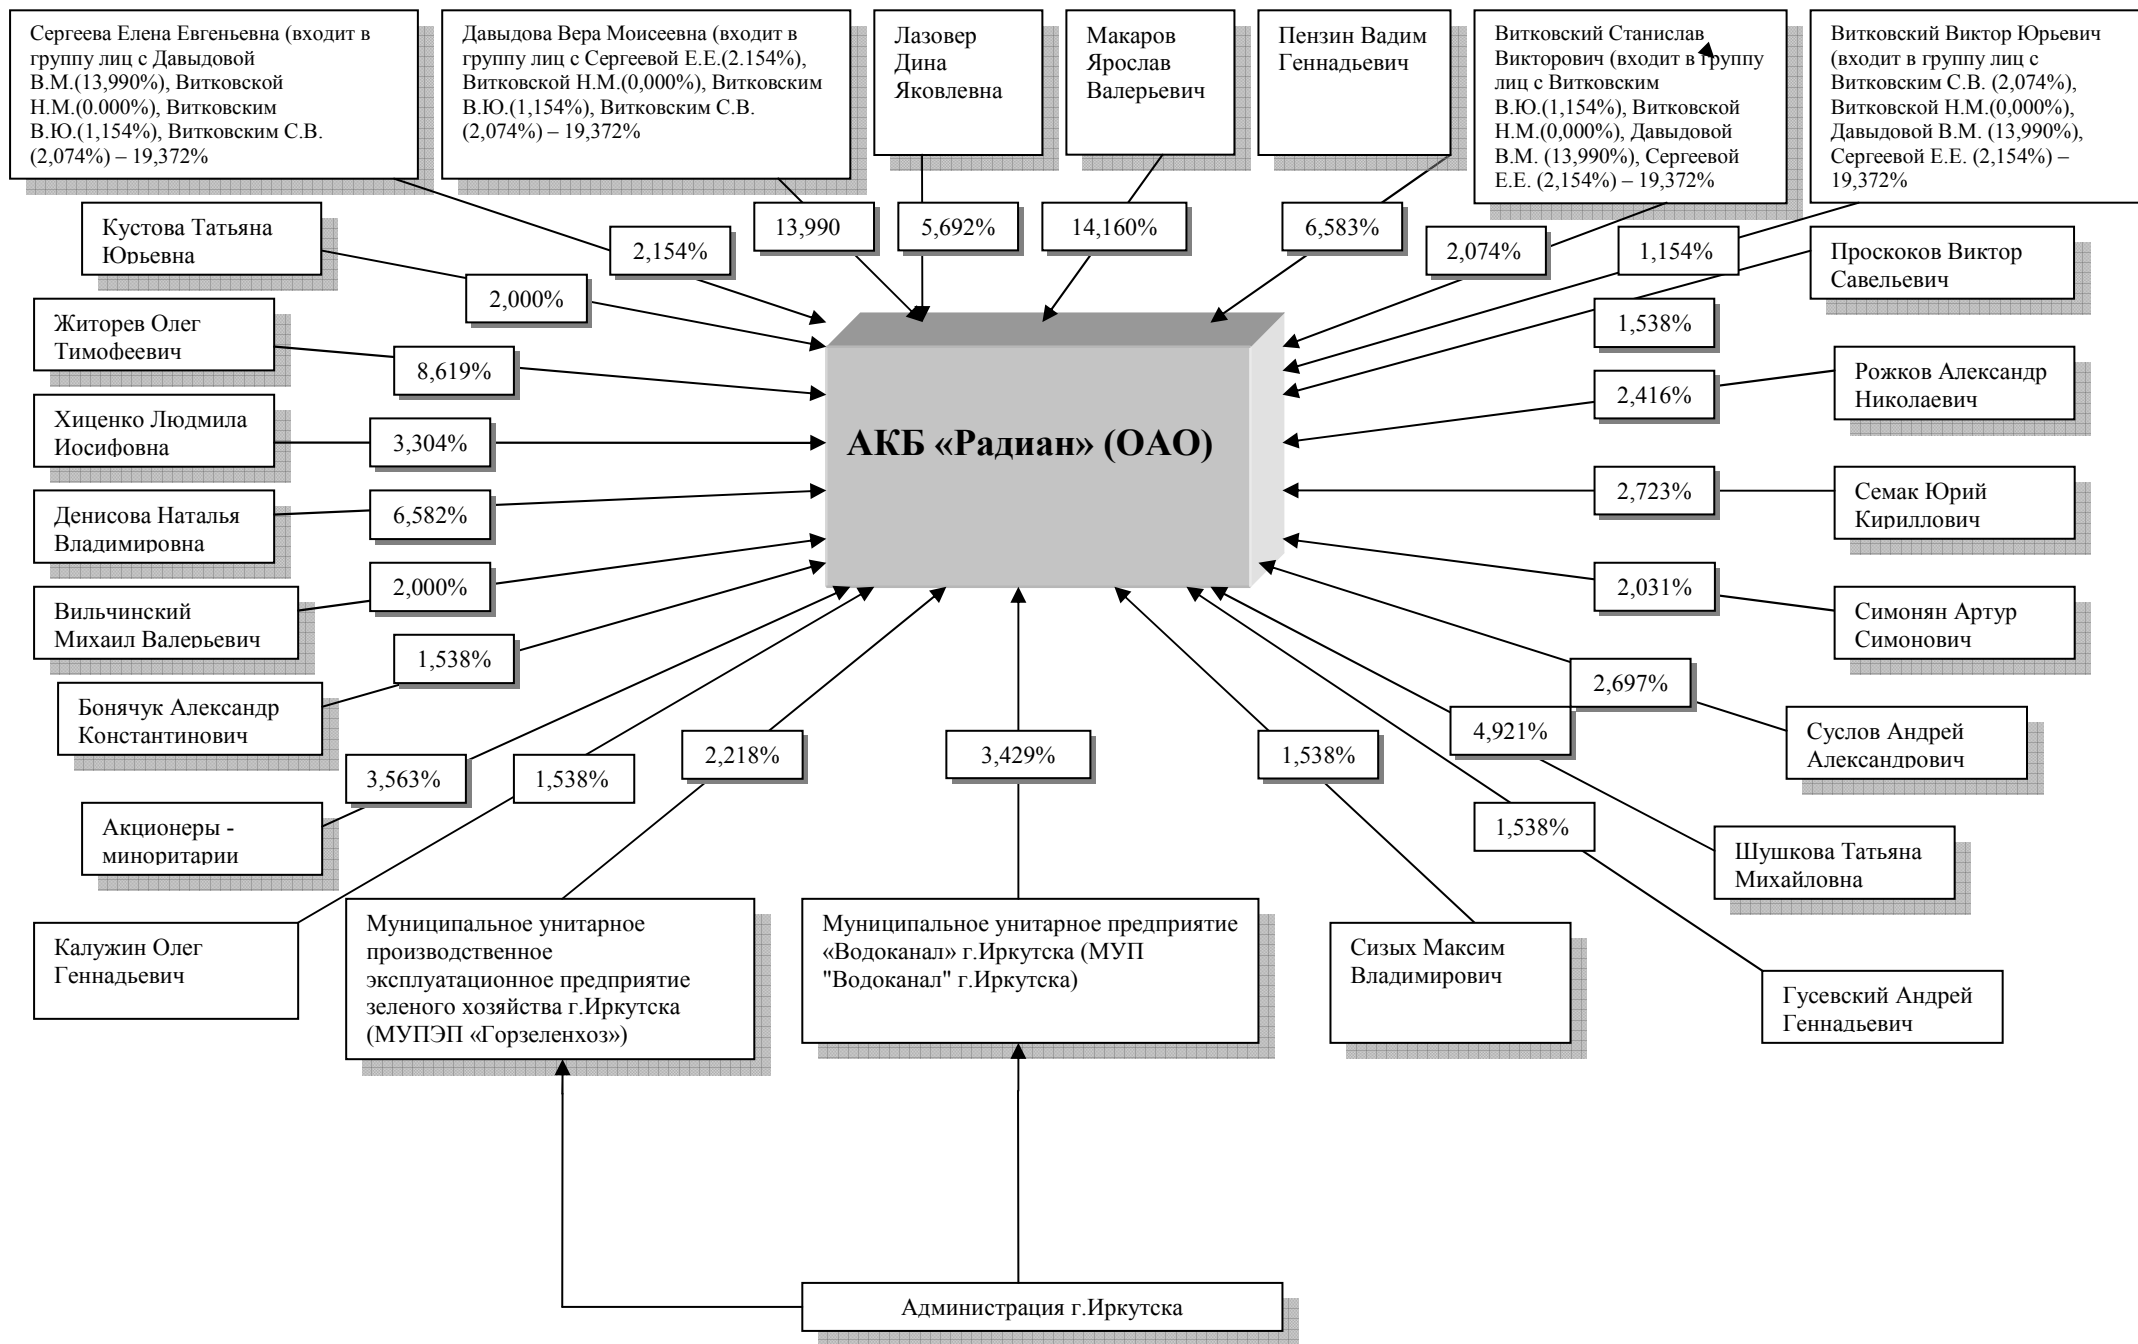 Сергеева Елена Евгеньевна (входит в
группу лиц с Давыдовой
В.М.(13,990%), Витковской
Н.М.(0.000%), Витковским
В.Ю.(1,154%), Витковским С.В.
(2,074%) – 19,372%
Давыдова Вера Моисеевна (входит в
группу лиц с Сергеевой Е.Е.(2.154%),
Витковской Н.М.(0,000%), Витковским
В.Ю.(1,154%), Витковским С.В.
(2,074%) – 19,372%
Лазовер
Дина
Яковлевна
Макаров
Ярослав
Валерьевич
Пензин Вадим
Геннадьевич
Витковский Станислав
Викторович (входит в группу
лиц с Витковским
В.Ю.(1,154%), Витковской
Н.М.(0,000%), Давыдовой
В.М. (13,990%), Сергеевой
Е.Е. (2,154%) – 19,372%
Витковский Виктор Юрьевич
(входит в группу лиц с
Витковским С.В. (2,074%),
Витковской Н.М.(0,000%),
Давыдовой В.М. (13,990%),
Сергеевой Е.Е. (2,154%) –
19,372%
2,154%
13,990
5,692%
14,160%
6,583%
2,074%
1,154%
Кустова Татьяна
Юрьевна
2,000%
Проскоков Виктор
Савельевич
1,538%
Житорев Олег
Тимофеевич
8,619%
Рожков Александр
Николаевич
2,416%
Хиценко Людмила
Иосифовна
3,304%
АКБ «Радиан» (ОАО)
Семак Юрий
Кириллович
2,723%
Денисова Наталья
Владимировна
6,582%
Вильчинский
Михаил Валерьевич
2,000%
Симонян Артур
Симонович
2,031%
Бонячук Александр
Константинович
1,538%
2,697%
Суслов Андрей
Александрович
3,563%
1,538%
2,218%
3,429%
1,538%
4,921%
1,538%
Акционеры -
миноритарии
Шушкова Татьяна
Михайловна
Калужин Олег
Геннадьевич
Муниципальное унитарное
производственное
эксплуатационное предприятие
зеленого хозяйства г.Иркутска
(МУПЭП «Горзеленхоз»)
Муниципальное унитарное предприятие
«Водоканал» г.Иркутска (МУП
"Водоканал" г.Иркутска)
Сизых Максим
Владимирович
Гусевский Андрей
Геннадьевич
Администрация г.Иркутска